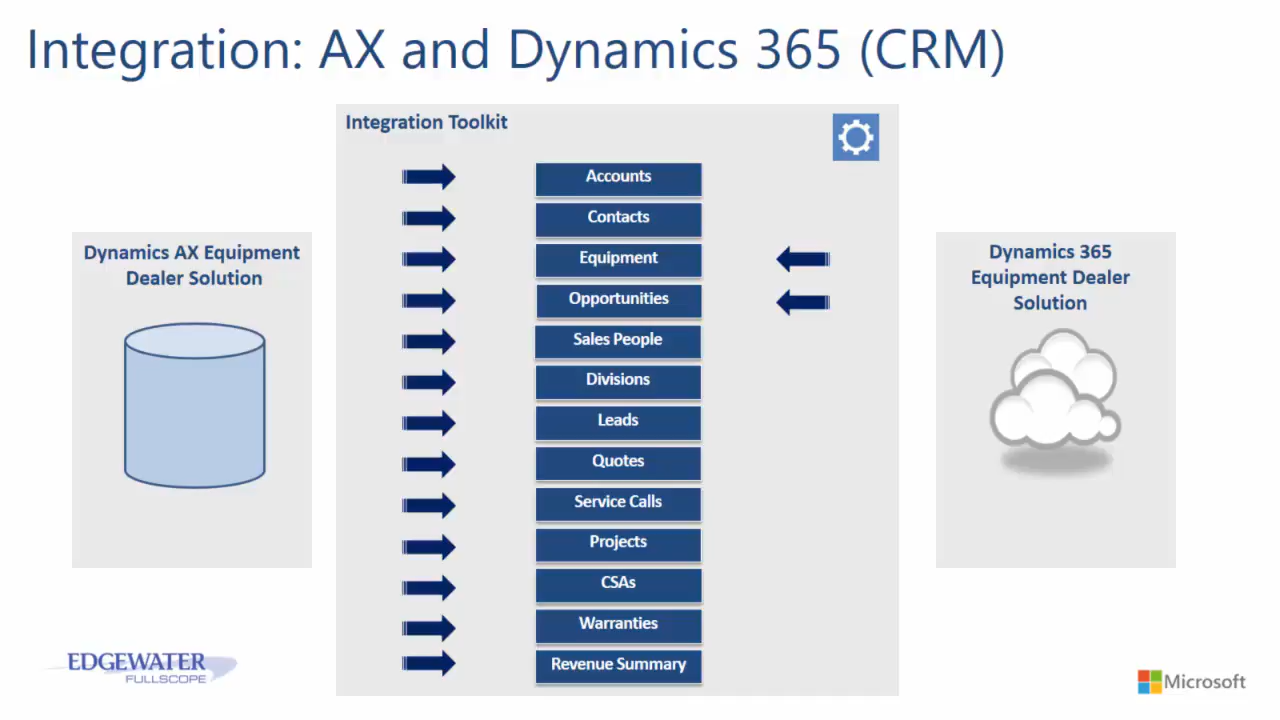 Integration: AX and Dynamics 365 (CRM)
Integration Toolkit
Dynamics AX Equipment
Dealer Solution
Accounts
Contacts
Equipment
Opportunities
Sales People
Divisions
Leads
Quotes
Service Calls
Projects
CSAs
Warranties
Revenue Summary
Dynamics 365
Equipment Dealer
Solution
EDGEWATER
FULLSCOPE
Microsoft